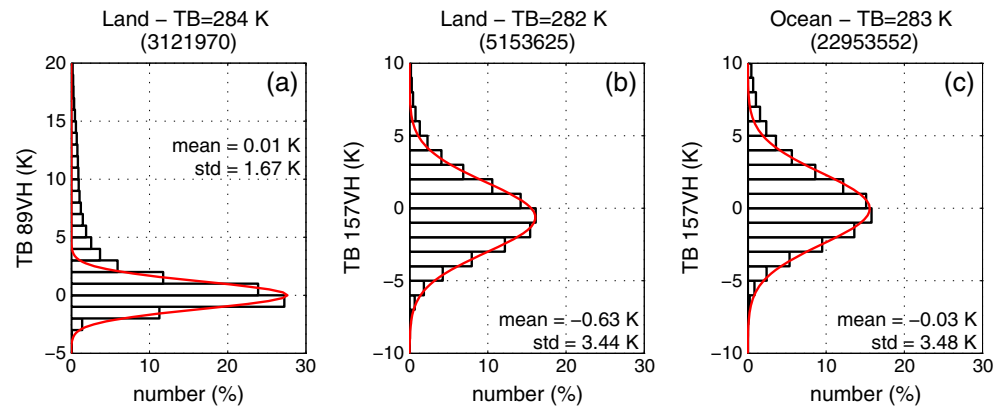 Land − TB=284 K
(3121970)
(a)
mean = 0.01 K
std = 1.67 K
20
15
10
5
0
−5
TB 89VH (K)
0
10
20
30
number (%)
Land − TB=282 K
(5153625)
(b)
mean = −0.63 K
std = 3.44 K
10
5
0
−5
−10
TB 157VH (K)
0
10
20
30
number (%)
Ocean − TB=283 K
(22953552)
(c)
mean = −0.03 K
std = 3.48 K
10
5
0
−5
−10
TB 157VH (K)
0
10
20
30
number (%)